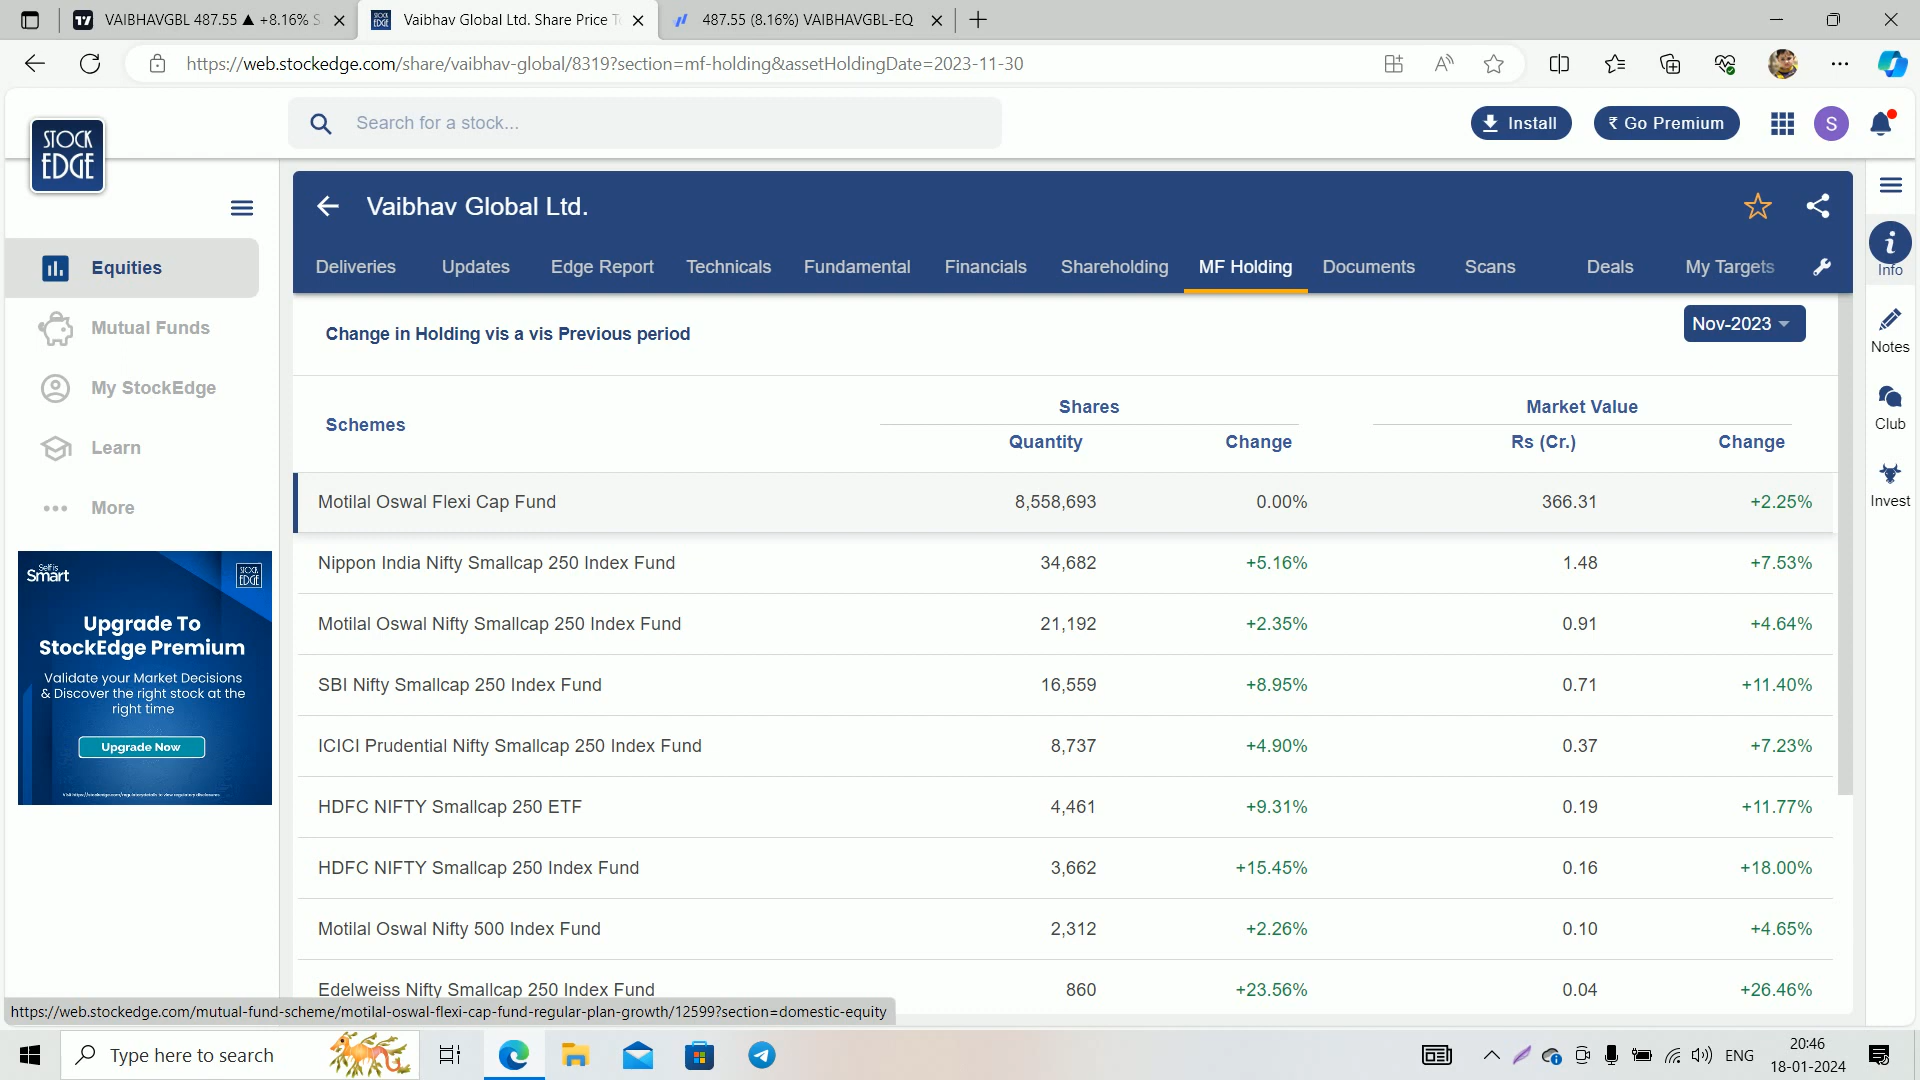 VAIBHAVGBL 487.55 ▲ +8.16% S
Vaibhav Global Ltd. Share Price T
487.55 (8.16%) VAIBHAVGBL-EQ
https://web.stockedge.com/share/vaibhav-global/8319?section=mf-holding&assetHoldingDate=2023-11-30
STOCK EDGE
Search for a stock...
Install
₹ Go Premium
S
Vaibhav Global Ltd.
Deliveries Updates Edge Report Technicals Fundamental Financials Shareholding MF Holding Documents Scans Deals My Targets
Equities
Mutual Funds
My StockEdge
Learn
More
Self is Smart
STOCK EDGE
Upgrade To
StockEdge Premium
Validate your Market Decisions
& Discover the right stock at the
right time
Upgrade Now
Change in Holding vis a vis Previous period
Nov-2023
Schemes
Shares Market Value
Quantity Change Rs (Cr.) Change
Motilal Oswal Flexi Cap Fund 8,558,693 0.00% 366.31 +2.25%
Nippon India Nifty Smallcap 250 Index Fund 34,682 +5.16% 1.48 +7.53%
Motilal Oswal Nifty Smallcap 250 Index Fund 21,192 +2.35% 0.91 +4.64%
SBI Nifty Smallcap 250 Index Fund 16,559 +8.95% 0.71 +11.40%
ICICI Prudential Nifty Smallcap 250 Index Fund 8,737 +4.90% 0.37 +7.23%
HDFC NIFTY Smallcap 250 ETF 4,461 +9.31% 0.19 +11.77%
HDFC NIFTY Smallcap 250 Index Fund 3,662 +15.45% 0.16 +18.00%
Motilal Oswal Nifty 500 Index Fund 2,312 +2.26% 0.10 +4.65%
Edelweiss Nifty Smallcap 250 Index Fund 860 +23.56% 0.04 +26.46%
Info
Notes
Club
Invest
https://web.stockedge.com/mutual-fund-scheme/motilal-oswal-flexi-cap-fund-regular-plan-growth/12599?section=domestic-equity
Type here to search
ENG
20:46
18-01-2024